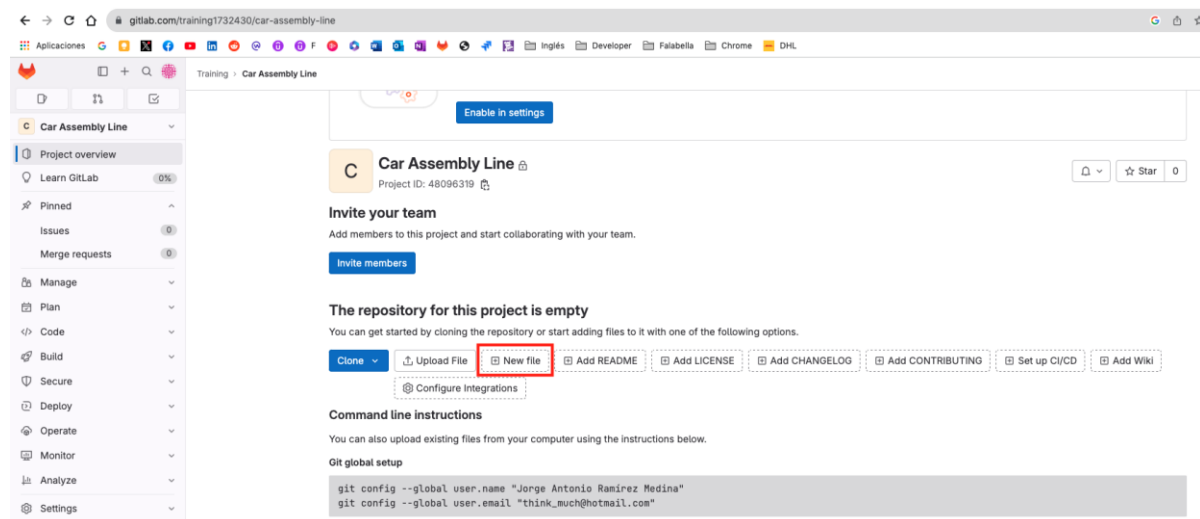 gitlab.com/training1732430/car-assembly-line
Aplicaciones
F
Inglés
Developer
Falabella
Chrome
DHL
Training › Car Assembly Line
Enable in settings
C Car Assembly Line
Project overview
Learn GitLab 0%
Pinned
Issues 0
Merge requests 0
Manage
Plan
Code
Build
Secure
Deploy
Operate
Monitor
Analyze
Settings
C
Car Assembly Line
Project ID: 48096319
Star 0
Invite your team
Add members to this project and start collaborating with your team.
Invite members
The repository for this project is empty
You can get started by cloning the repository or start adding files to it with one of the following options.
Clone Upload File New file Add README Add LICENSE Add CHANGELOG Add CONTRIBUTING Set up CI/CD Add Wiki
Configure Integrations
Command line instructions
You can also upload existing files from your computer using the instructions below.
Git global setup
git config --global user.name "Jorge Antonio Ramírez Medina"
git config --global user.email "think_much@hotmail.com"